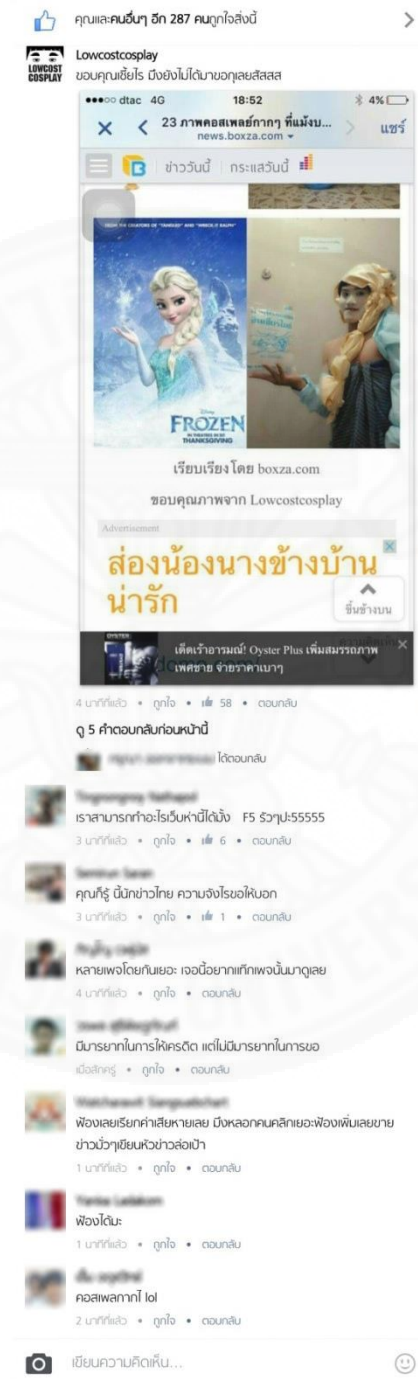 คุณและคนอื่นๆ อีก 287 คนถูกใจสิ่งนี้
LOWCOST
COSPLAY
Lowcostcosplay
ขอบคุณเชี้ยไร มึงยังไม่ได้มาขอกุเลยสัสสส
dtac 4G 18:52 4%
23 ภาพคอสเพลย์กากๆ ที่แม้งบ...
news.boxza.com
แชร์
ข่าววันนี้ กระแสวันนี้
FROM THE CREATORS OF "TANGLED" AND "WRECK-IT RALPH"
Disney
FROZEN
IN THEATRES IN 3D
THANKSGIVING
เรียบเรียงโดย boxza.com
ขอบคุณภาพจาก Lowcostcosplay
Advertisement
ส่องน้องนางข้างบ้าน
น่ารัก
ขึ้นข้างบน
OYSTER
เด็ดเร้าอารมณ์! Oyster Plus เพิ่มสมรรถภาพ
เพศชาย จ่ายราคาเบาๆ
4 นาทีที่แล้ว • ถูกใจ • 58 • ตอบกลับ
ดู 5 คำตอบกลับก่อนหน้านี้
ได้ตอบกลับ
เราสามารถทำอะไรเว็บห่านี้ได้มั้ง F5 รัวๆปะ55555
3 นาทีที่แล้ว • ถูกใจ • 6 • ตอบกลับ
คุณก็รู้ นี้นักข่าวไทย ความจังไรขอให้บอก
3 นาทีที่แล้ว • ถูกใจ • 1 • ตอบกลับ
หลายเพจโดยกันเยอะ เจอนี้อยากแท๊กเพจนั้นมาดูเลย
4 นาทีที่แล้ว • ถูกใจ • ตอบกลับ
มีมารยาทในการให้เครดิต แต่ไม่มีมารยาทในการขอ
เมื่อสักครู่ • ถูกใจ • ตอบกลับ
ฟ้องเลยเรียกค่าเสียหายเลย มึงหลอกคนคลิกเยอะฟ้องเพิ่มเลยขาย
ข่าวมั่วๆเขียนหัวข่าวล่อเป้า
1 นาทีที่แล้ว • ถูกใจ • ตอบกลับ
ฟ้องได้มะ
1 นาทีที่แล้ว • ถูกใจ • ตอบกลับ
คอสเพลกากไ lol
2 นาทีที่แล้ว • ถูกใจ • ตอบกลับ
เขียนความคิดเห็น...